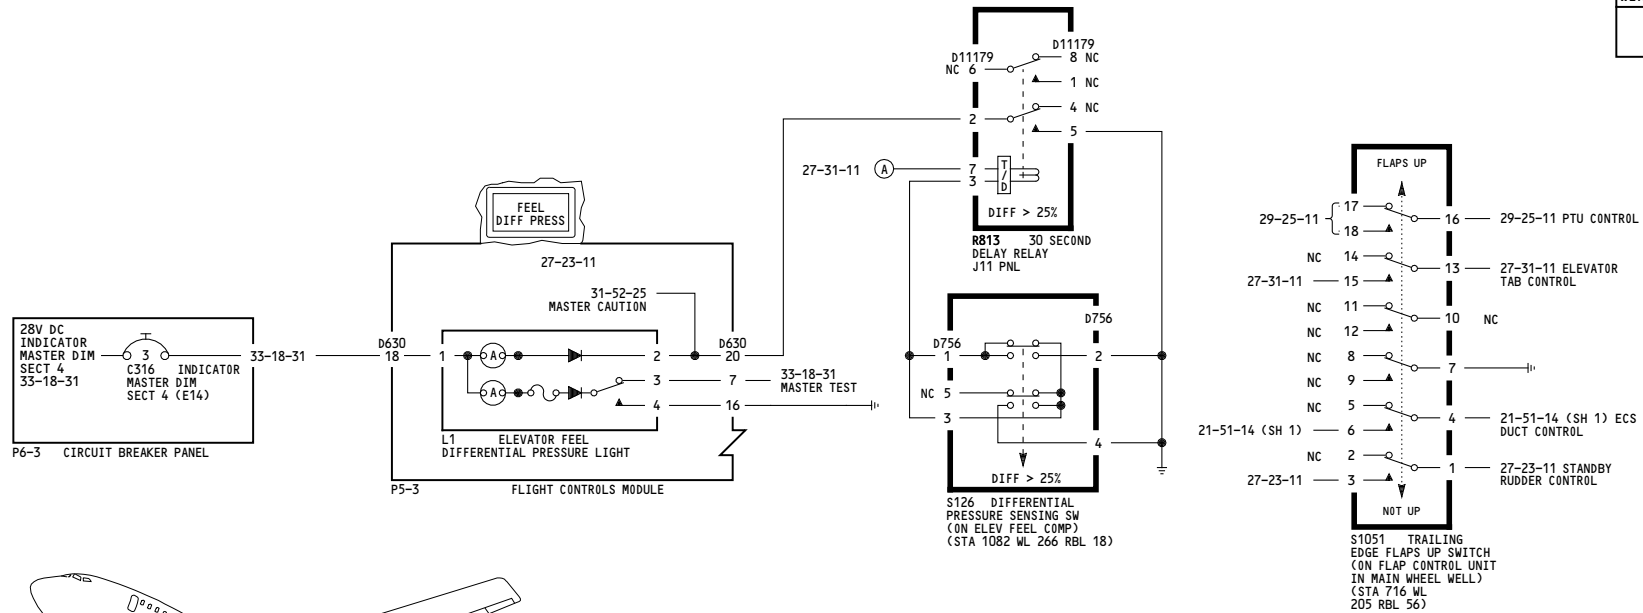 28V DC
INDICATOR
MASTER DIM
SECT 4
33-18-31
3
C316 INDICATOR
MASTER DIM
SECT 4 (E14)
P6-3 CIRCUIT BREAKER PANEL
33-18-31
FEEL
DIFF PRESS
27-23-11
31-52-25
MASTER CAUTION
D630
18
1
A
A
2
3
4
D630
20
7
16
33-18-31
MASTER TEST
L1 ELEVATOR FEEL
DIFFERENTIAL PRESSURE LIGHT
P5-3 FLIGHT CONTROLS MODULE
D11179
NC 6
D11179
8 NC
1 NC
4 NC
2
5
27-31-11 A
7
3
T/D
DIFF > 25%
R813 30 SECOND
DELAY RELAY
J11 PNL
D756
D756
1
2
NC 5
3
4
DIFF > 25%
S126 DIFFERENTIAL
PRESSURE SENSING SW
(ON ELEV FEEL COMP)
(STA 1082 WL 266 RBL 18)
FLAPS UP
29-25-11
17
18
16
29-25-11 PTU CONTROL
NC 14
27-31-11 15
13
27-31-11 ELEVATOR
TAB CONTROL
NC 11
NC 12
10 NC
NC 8
NC 9
7
NC 5
21-51-14 (SH 1) 6
4
21-51-14 (SH 1) ECS
DUCT CONTROL
NC 2
27-23-11 3
1
27-23-11 STANDBY
RUDDER CONTROL
NOT UP
S1051 TRAILING
EDGE FLAPS UP SWITCH
(ON FLAP CONTROL UNIT
IN MAIN WHEEL WELL)
(STA 716 WL
205 RBL 56)